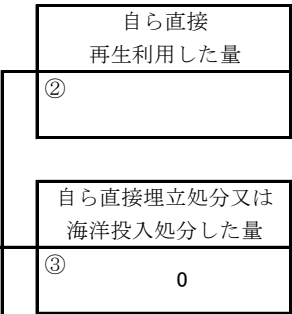 自ら直接
再生利用した量
②
自ら直接埋立処分又は
海洋投入処分した量
③
0